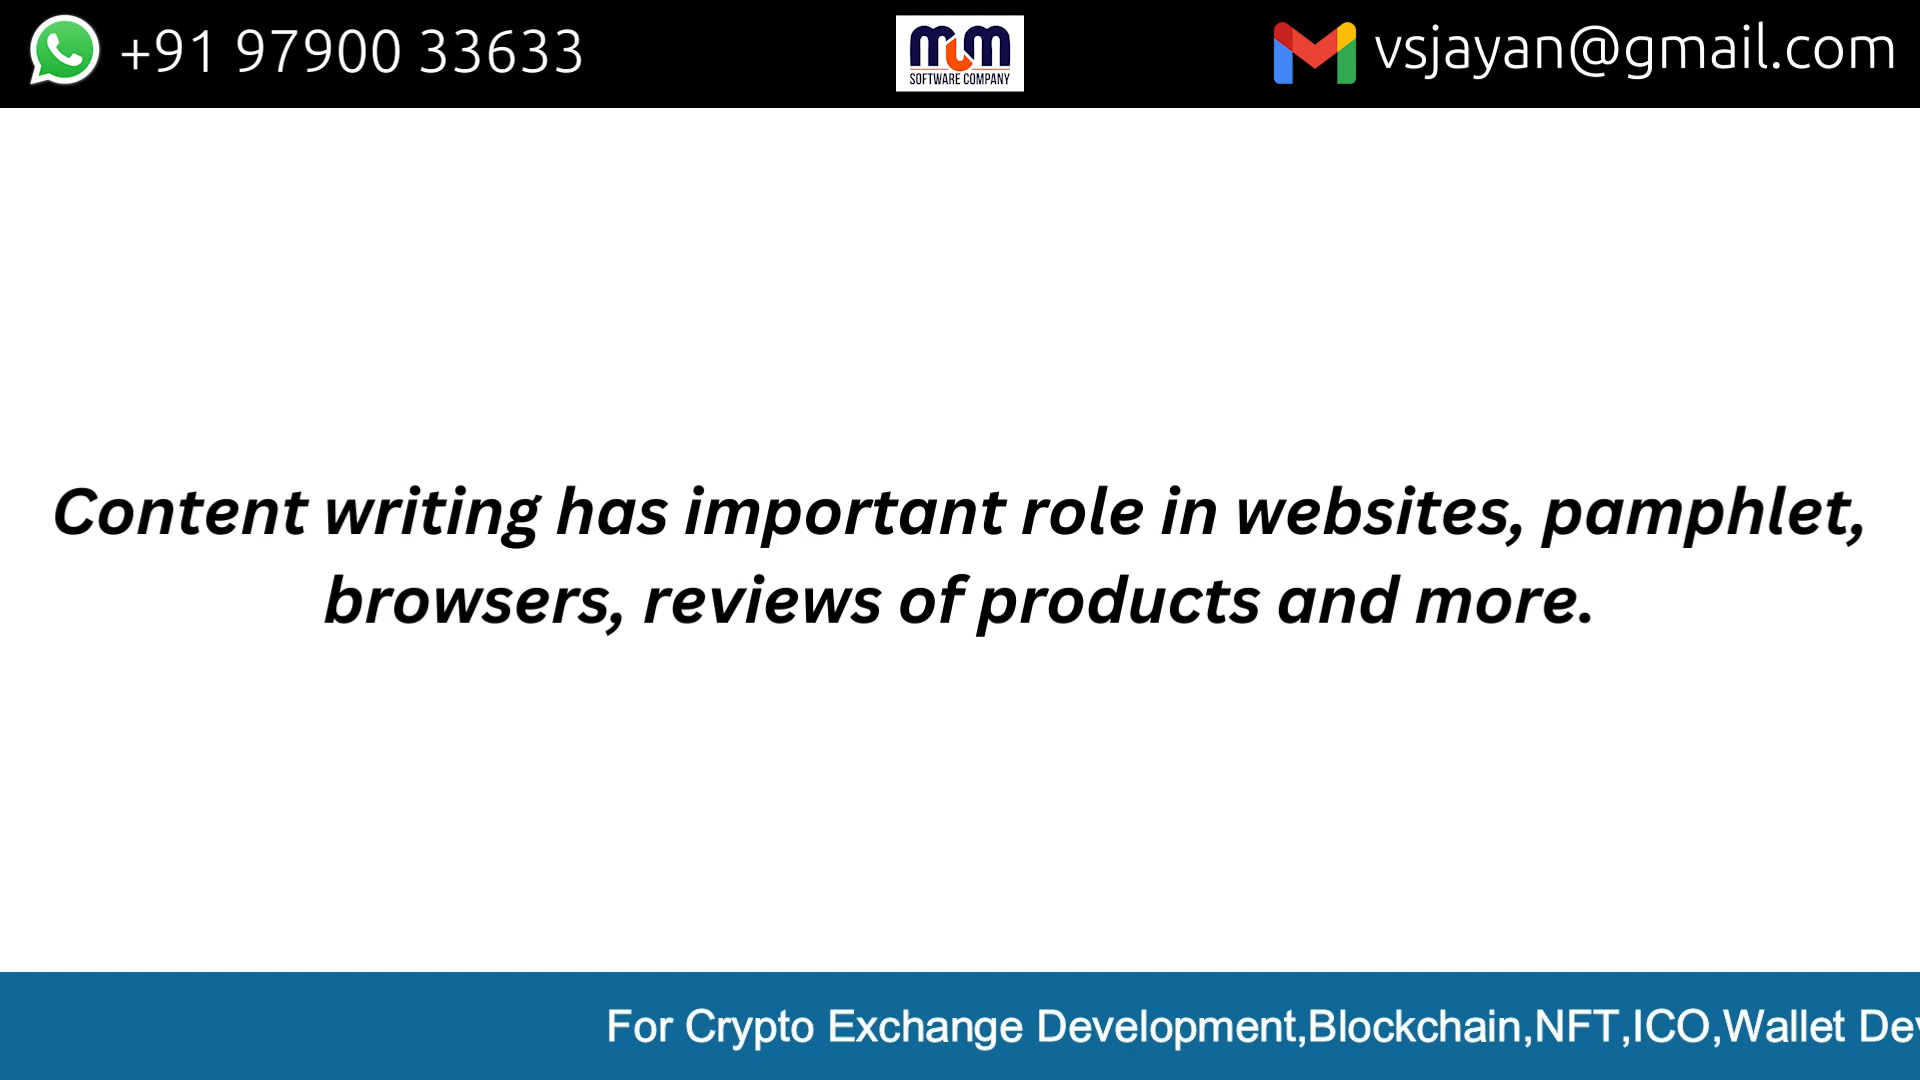 +91 97900 33633
mlm
SOFTWARE COMPANY
vsjayan@gmail.com
Content writing has important role in websites, pamphlet,
browsers, reviews of products and more.
For Crypto Exchange Development,Blockchain,NFT,ICO,Wallet